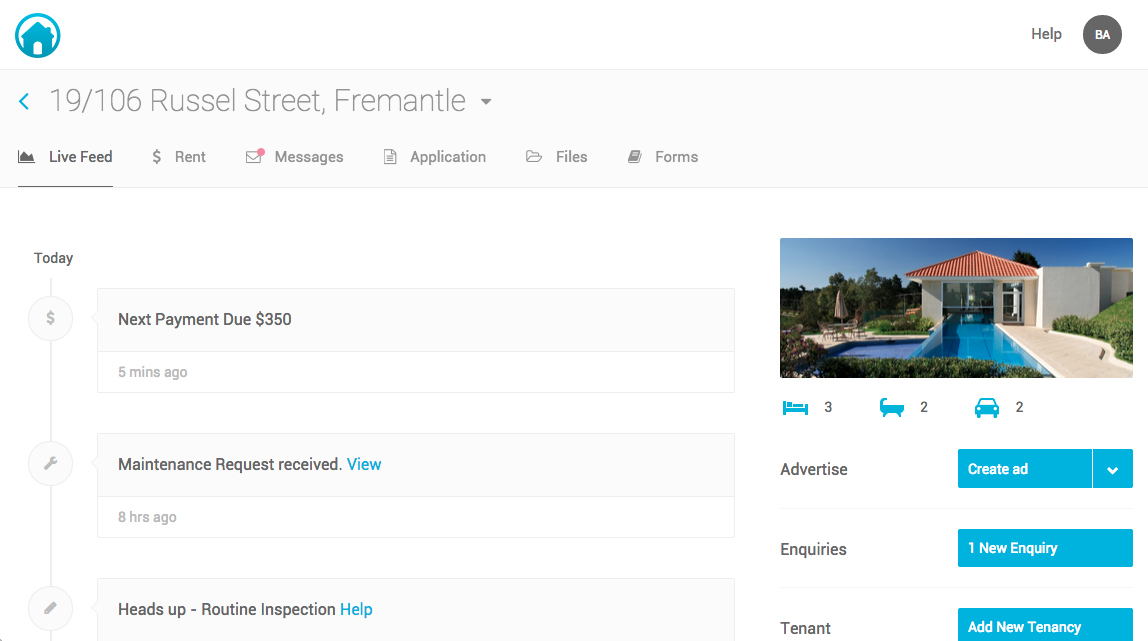 Help
BA
19/106 Russel Street, Fremantle
Live Feed
$ Rent
Messages
Application
Files
Forms
Today
$
Next Payment Due $350
5 mins ago
Maintenance Request received. View
8 hrs ago
Heads up - Routine Inspection Help
3
2
2
Advertise
Create ad
Enquiries
1 New Enquiry
Tenant
Add New Tenancy